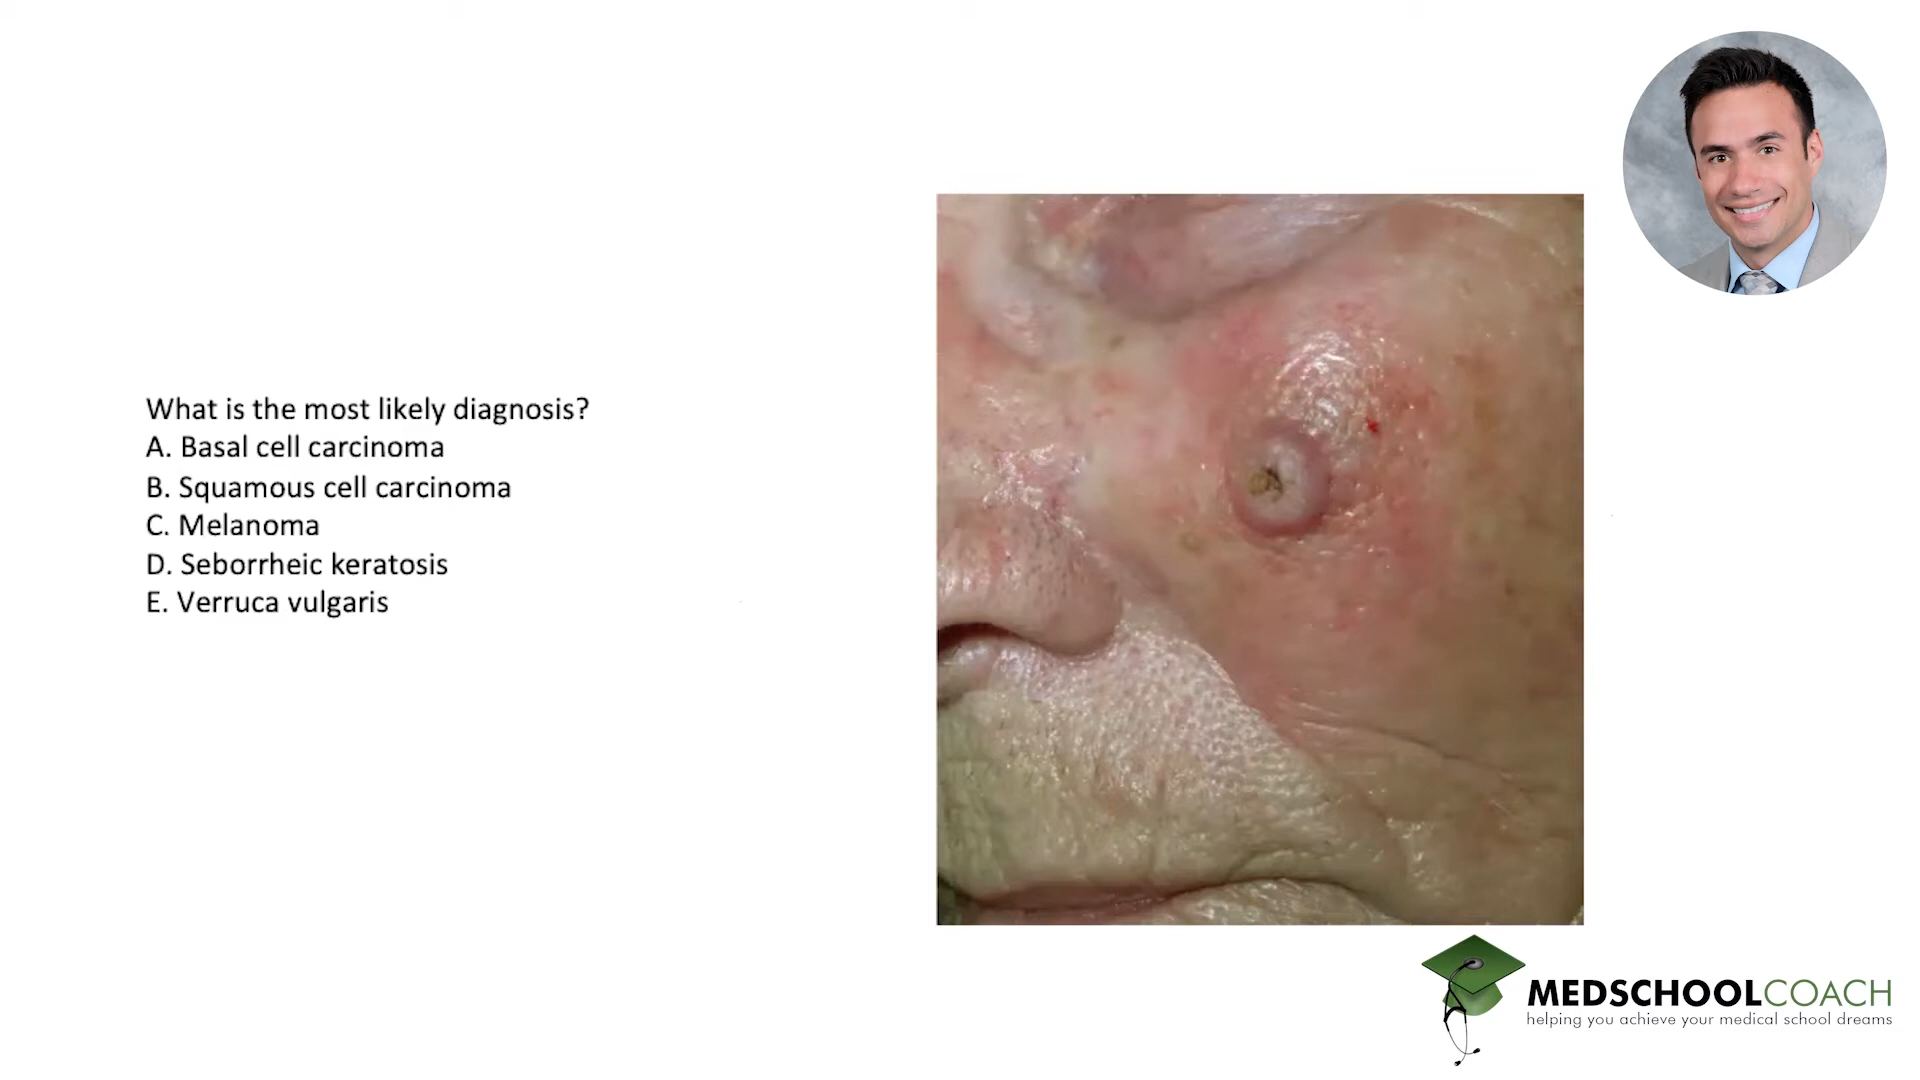 What is the most likely diagnosis?
A. Basal cell carcinoma
B. Squamous cell carcinoma
C. Melanoma
D. Seborrheic keratosis
E. Verruca vulgaris
MEDSCHOOLCOACH
helping you achieve your medical school dreams